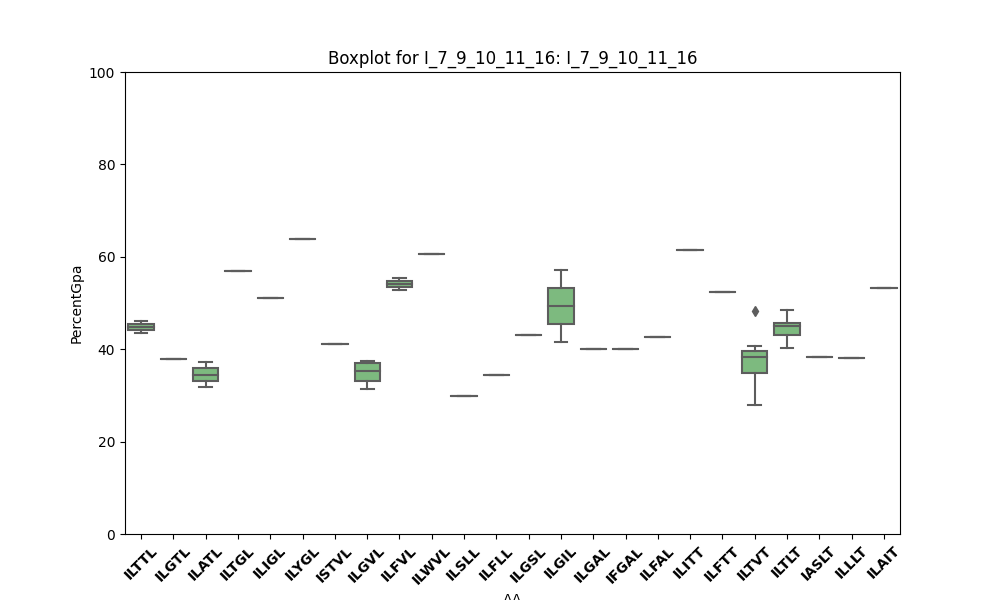 Boxplot for I_7_9_10_11_16: I_7_9_10_11_16
100
80
60
40
20
0
PercentGpa
ILTTL
ILGTL
ILATL
ILTGL
ILIGL
ILYGL
ISTVL
ILGVL
ILFVL
ILWVL
ILSLL
ILFLL
ILGSL
ILGIL
ILGAL
IFGAL
ILFAL
ILITT
ILFTT
ILTVT
ILTLT
IASLT
ILLLT
ILAIT
AA